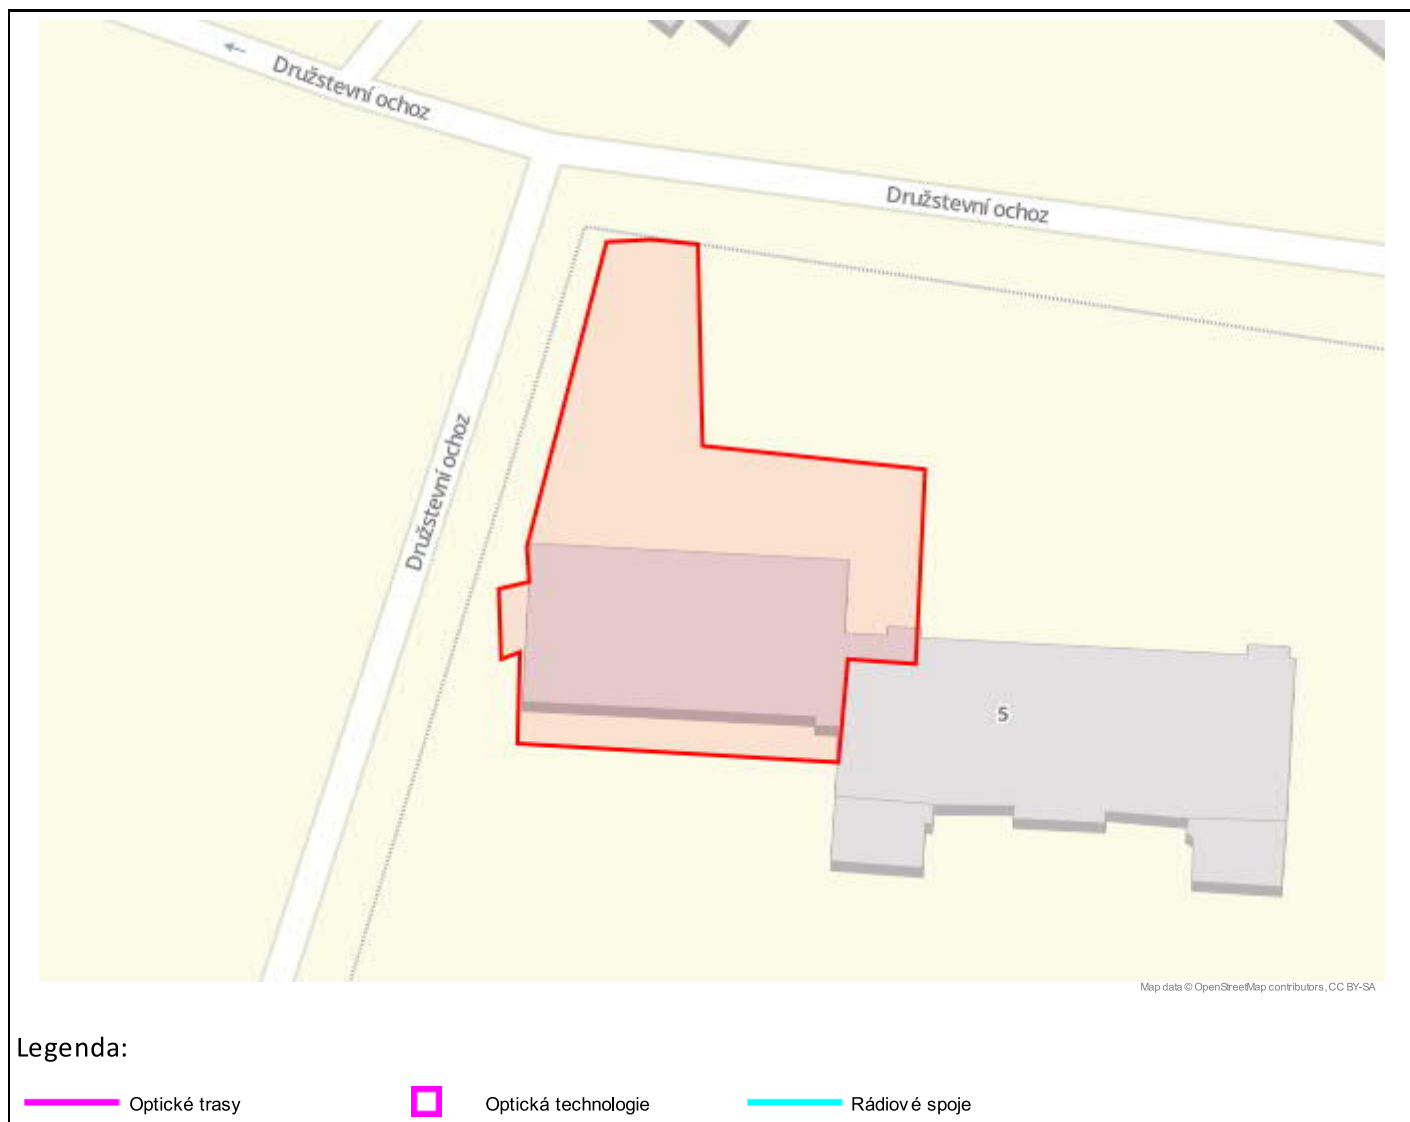 Družstevní ochoz
Družstevní ochoz
Družstevní ochoz
5
Map data © OpenStreetMap contributors, CC BY-SA
Legenda:
Optické trasy
Optická technologie
Rádiové spoje